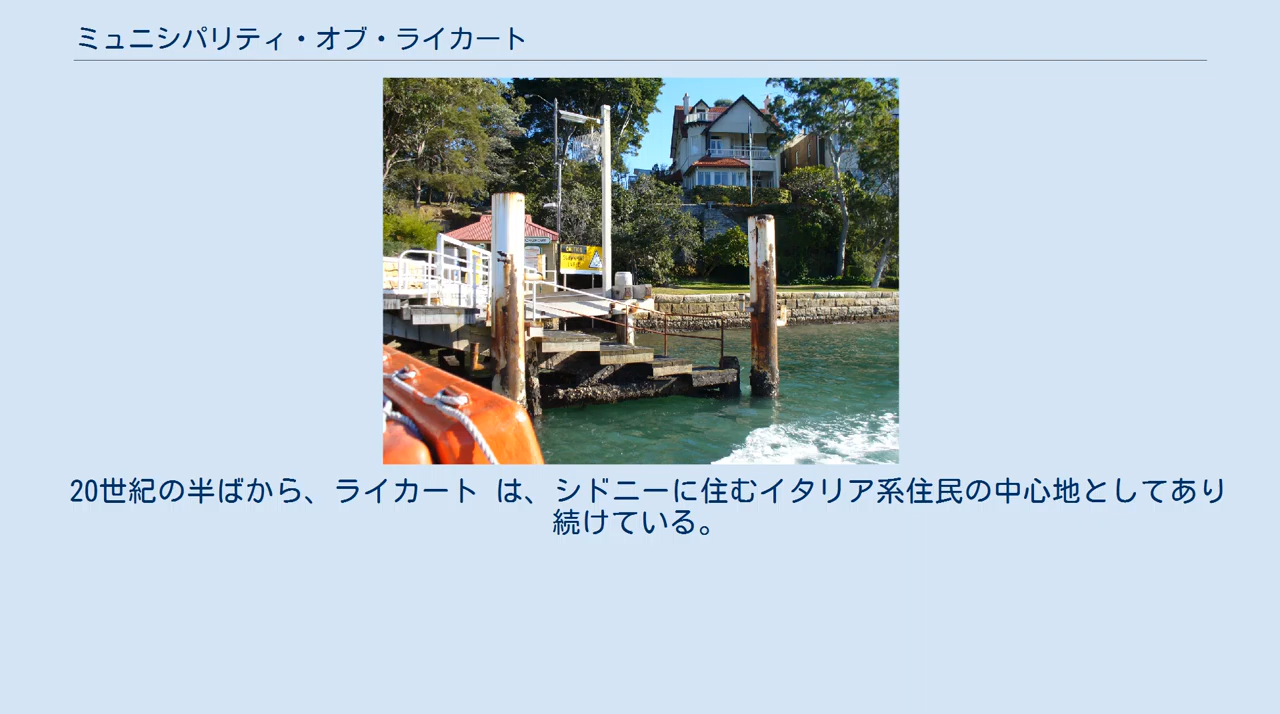 ミュニシパリティ・オブ・ライカート
20世紀の半ばから、ライカート は、シドニーに住むイタリア系住民の中心地としてあり
続けている。